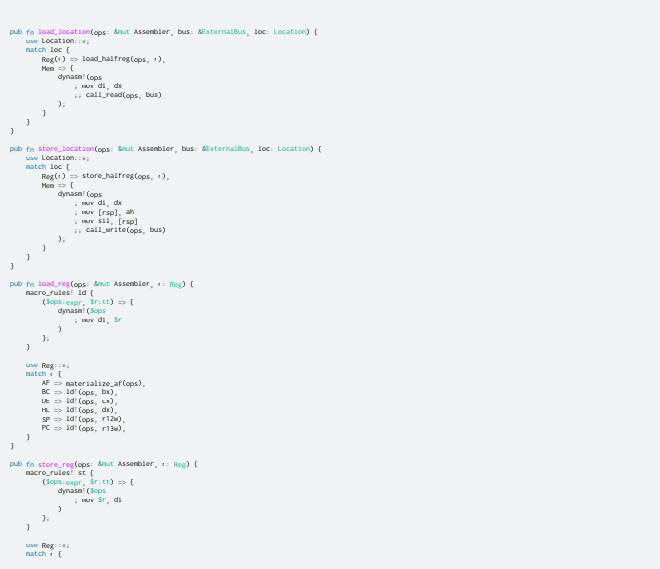 pub fn load_location(ops: &mut Assembler, bus: &ExternalBus, loc: Location) {
    use Location::*;
    match loc {
        Reg(r) => load_halfreg(ops, r),
        Mem => {
            dynasm!(ops
                ; mov di, dx
                ;; call_read(ops, bus)
            );
        }
    }
}

pub fn store_location(ops: &mut Assembler, bus: &ExternalBus, loc: Location) {
    use Location::*;
    match loc {
        Reg(r) => store_halfreg(ops, r),
        Mem => {
            dynasm!(ops
                ; mov di, dx
                ; mov [rsp], ah
                ; mov sil, [rsp]
                ;; call_write(ops, bus)
            );
        }
    }
}

pub fn load_reg(ops: &mut Assembler, r: Reg) {
    macro_rules! ld {
        ($ops:expr, $r:tt) => {
            dynasm!($ops
                ; mov di, $r
            )
        };
    }

    use Reg::*;
    match r {
        AF => materialize_af(ops),
        BC => ld!(ops, bx),
        DE => ld!(ops, cx),
        HL => ld!(ops, dx),
        SP => ld!(ops, r12w),
        PC => ld!(ops, r13w),
    }
}

pub fn store_reg(ops: &mut Assembler, r: Reg) {
    macro_rules! st {
        ($ops:expr, $r:tt) => {
            dynasm!($ops
                ; mov $r, di
            )
        };
    }

    use Reg::*;
    match r {